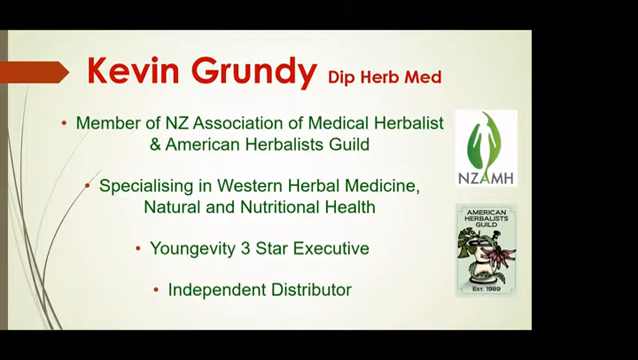 Kevin Grundy Dip Herb Med
• Member of NZ Association of Medical Herbalist
& American Herbalists Guild
NZAMH
• Specialising in Western Herbal Medicine,
Natural and Nutritional Health
AMERICAN
HERBALISTS
GUILD
• Youngevity 3 Star Executive
• Independent Distributor
EST. 1989